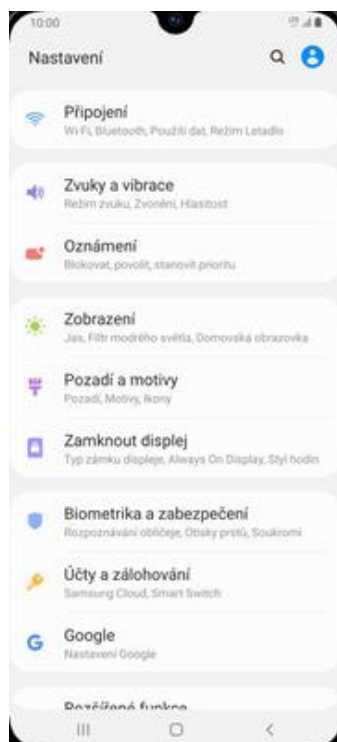 10:00
Nastavení
Připojení
Wi-Fi, Bluetooth, Použití dat, Režim Letadlo
Zvuky a vibrace
Režim zvuku, Zvonění, Hlasitost
Oznámení
Blokovat, povolit, stanovit prioritu
Zobrazení
Jas, Filtr modrého světla, Domovská obrazovka
Pozadí a motivy
Pozadí, Motivy, Ikony
Zamknout displej
Typ zámku displeje, Always On Display, Styl hodin
Biometrika a zabezpečení
Rozpoznávání obličeje, Otisky prstů, Soukromí
Účty a zálohování
Samsung Cloud, Smart Switch
Google
Nastavení Google
Rozšířené funkce